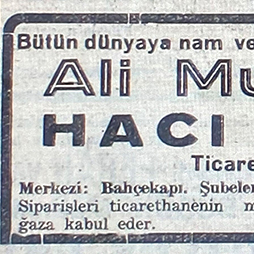 Bütün dünyaya nam ve
Ali Mu
HACI
Ticare
Merkezi: Bahçekapı. Şubeler
Siparişleri ticarethanenin m
ğaza kabul eder.